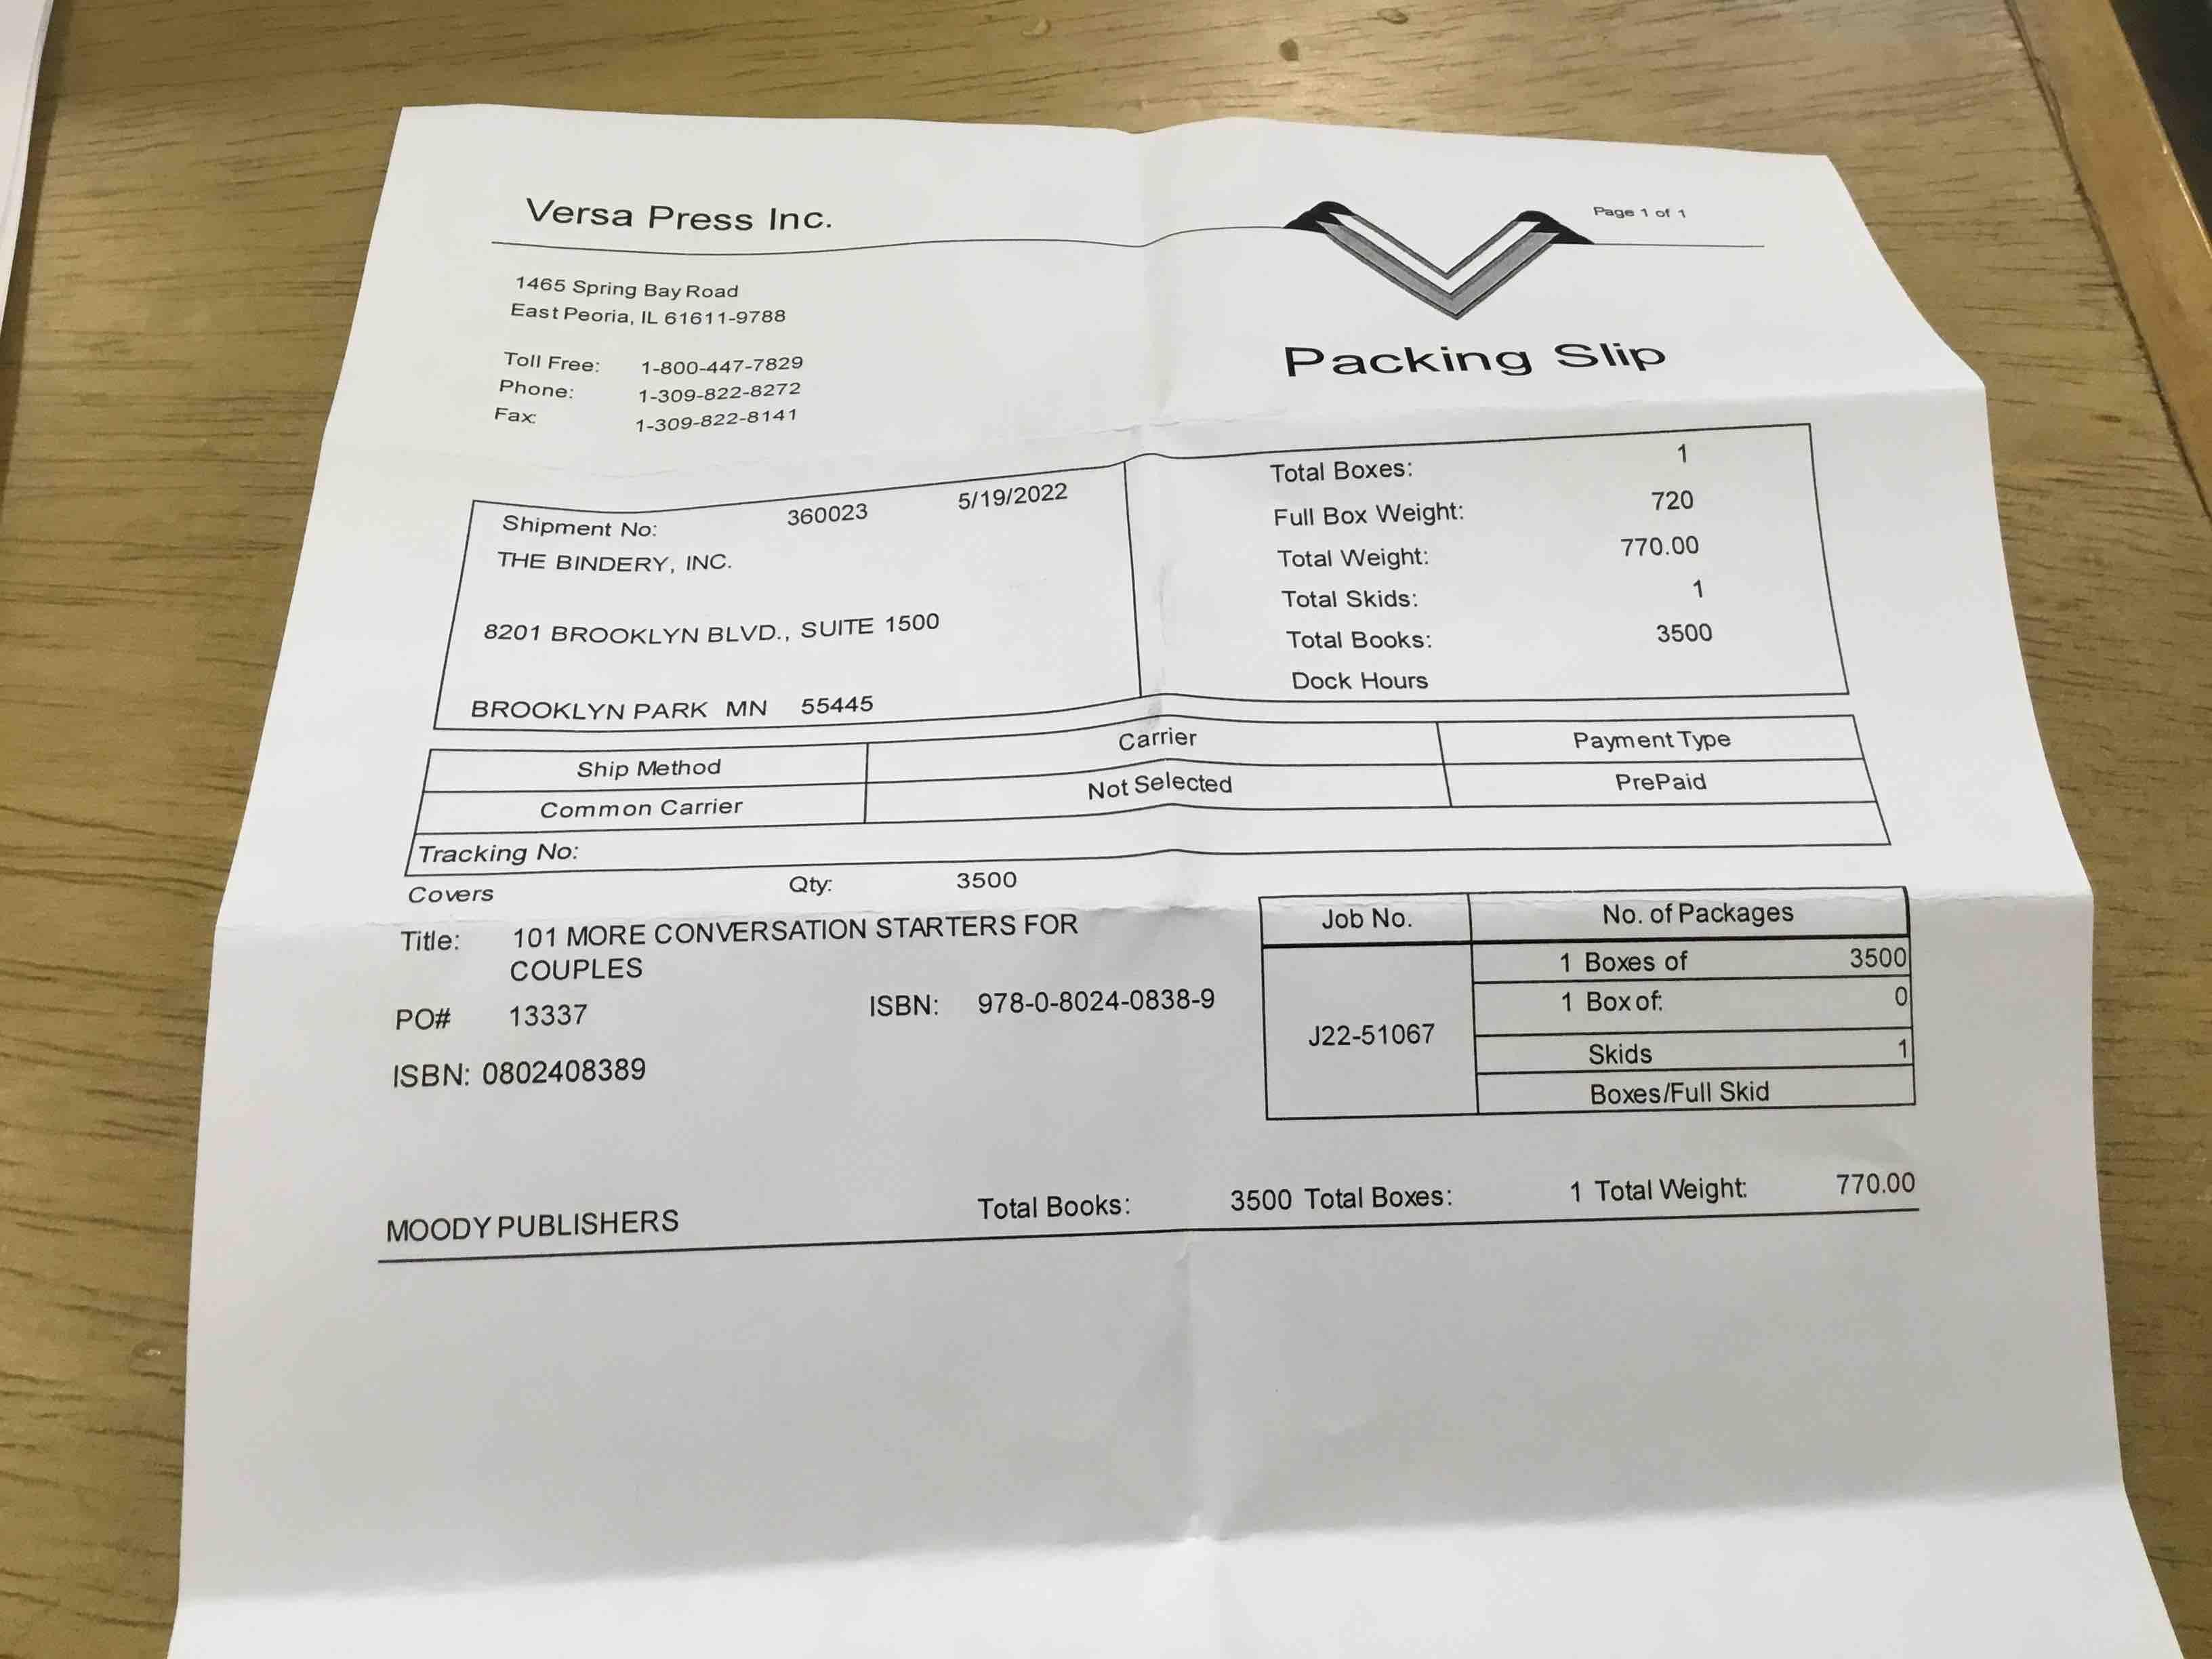 Versa Press Inc.
Page 1 of 1
1465 Spring Bay Road
East Peoria, IL 61611-9788
Toll Free: 1-800-447-7829
Phone: 1-309-822-8272
Fax: 1-309-822-8141
Packing Slip
Shipment No: 360023 5/19/2022
THE BINDERY, INC.
8201 BROOKLYN BLVD., SUITE 1500
BROOKLYN PARK MN 55445
Total Boxes: 1
Full Box Weight: 720
Total Weight: 770.00
Total Skids: 1
Total Books: 3500
Dock Hours
Ship Method Carrier Payment Type
Common Carrier Not Selected PrePaid
Tracking No:
Covers Qty: 3500
Title: 101 MORE CONVERSATION STARTERS FOR
COUPLES
PO# 13337 ISBN: 978-0-8024-0838-9
ISBN: 0802408389
Job No. No. of Packages
J22-51067
1 Boxes of 3500
1 Box of: 0
Skids 1
Boxes/Full Skid
MOODY PUBLISHERS Total Books: 3500 Total Boxes: 1 Total Weight: 770.00